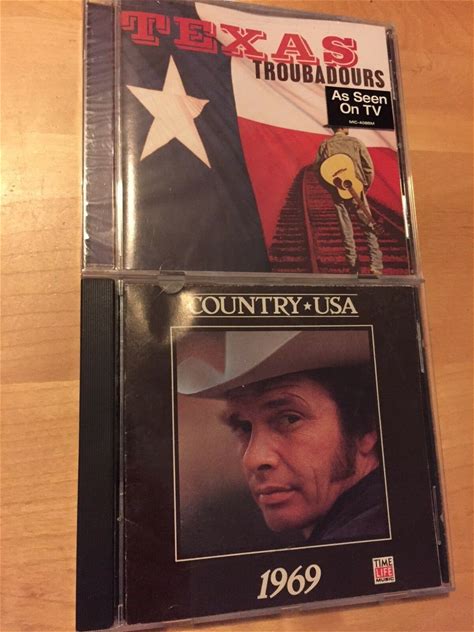 TEXAS
TROUBADOURS
As Seen
On TV
COUNTRY★USA
1969
TIME
LIFE
MUSIC